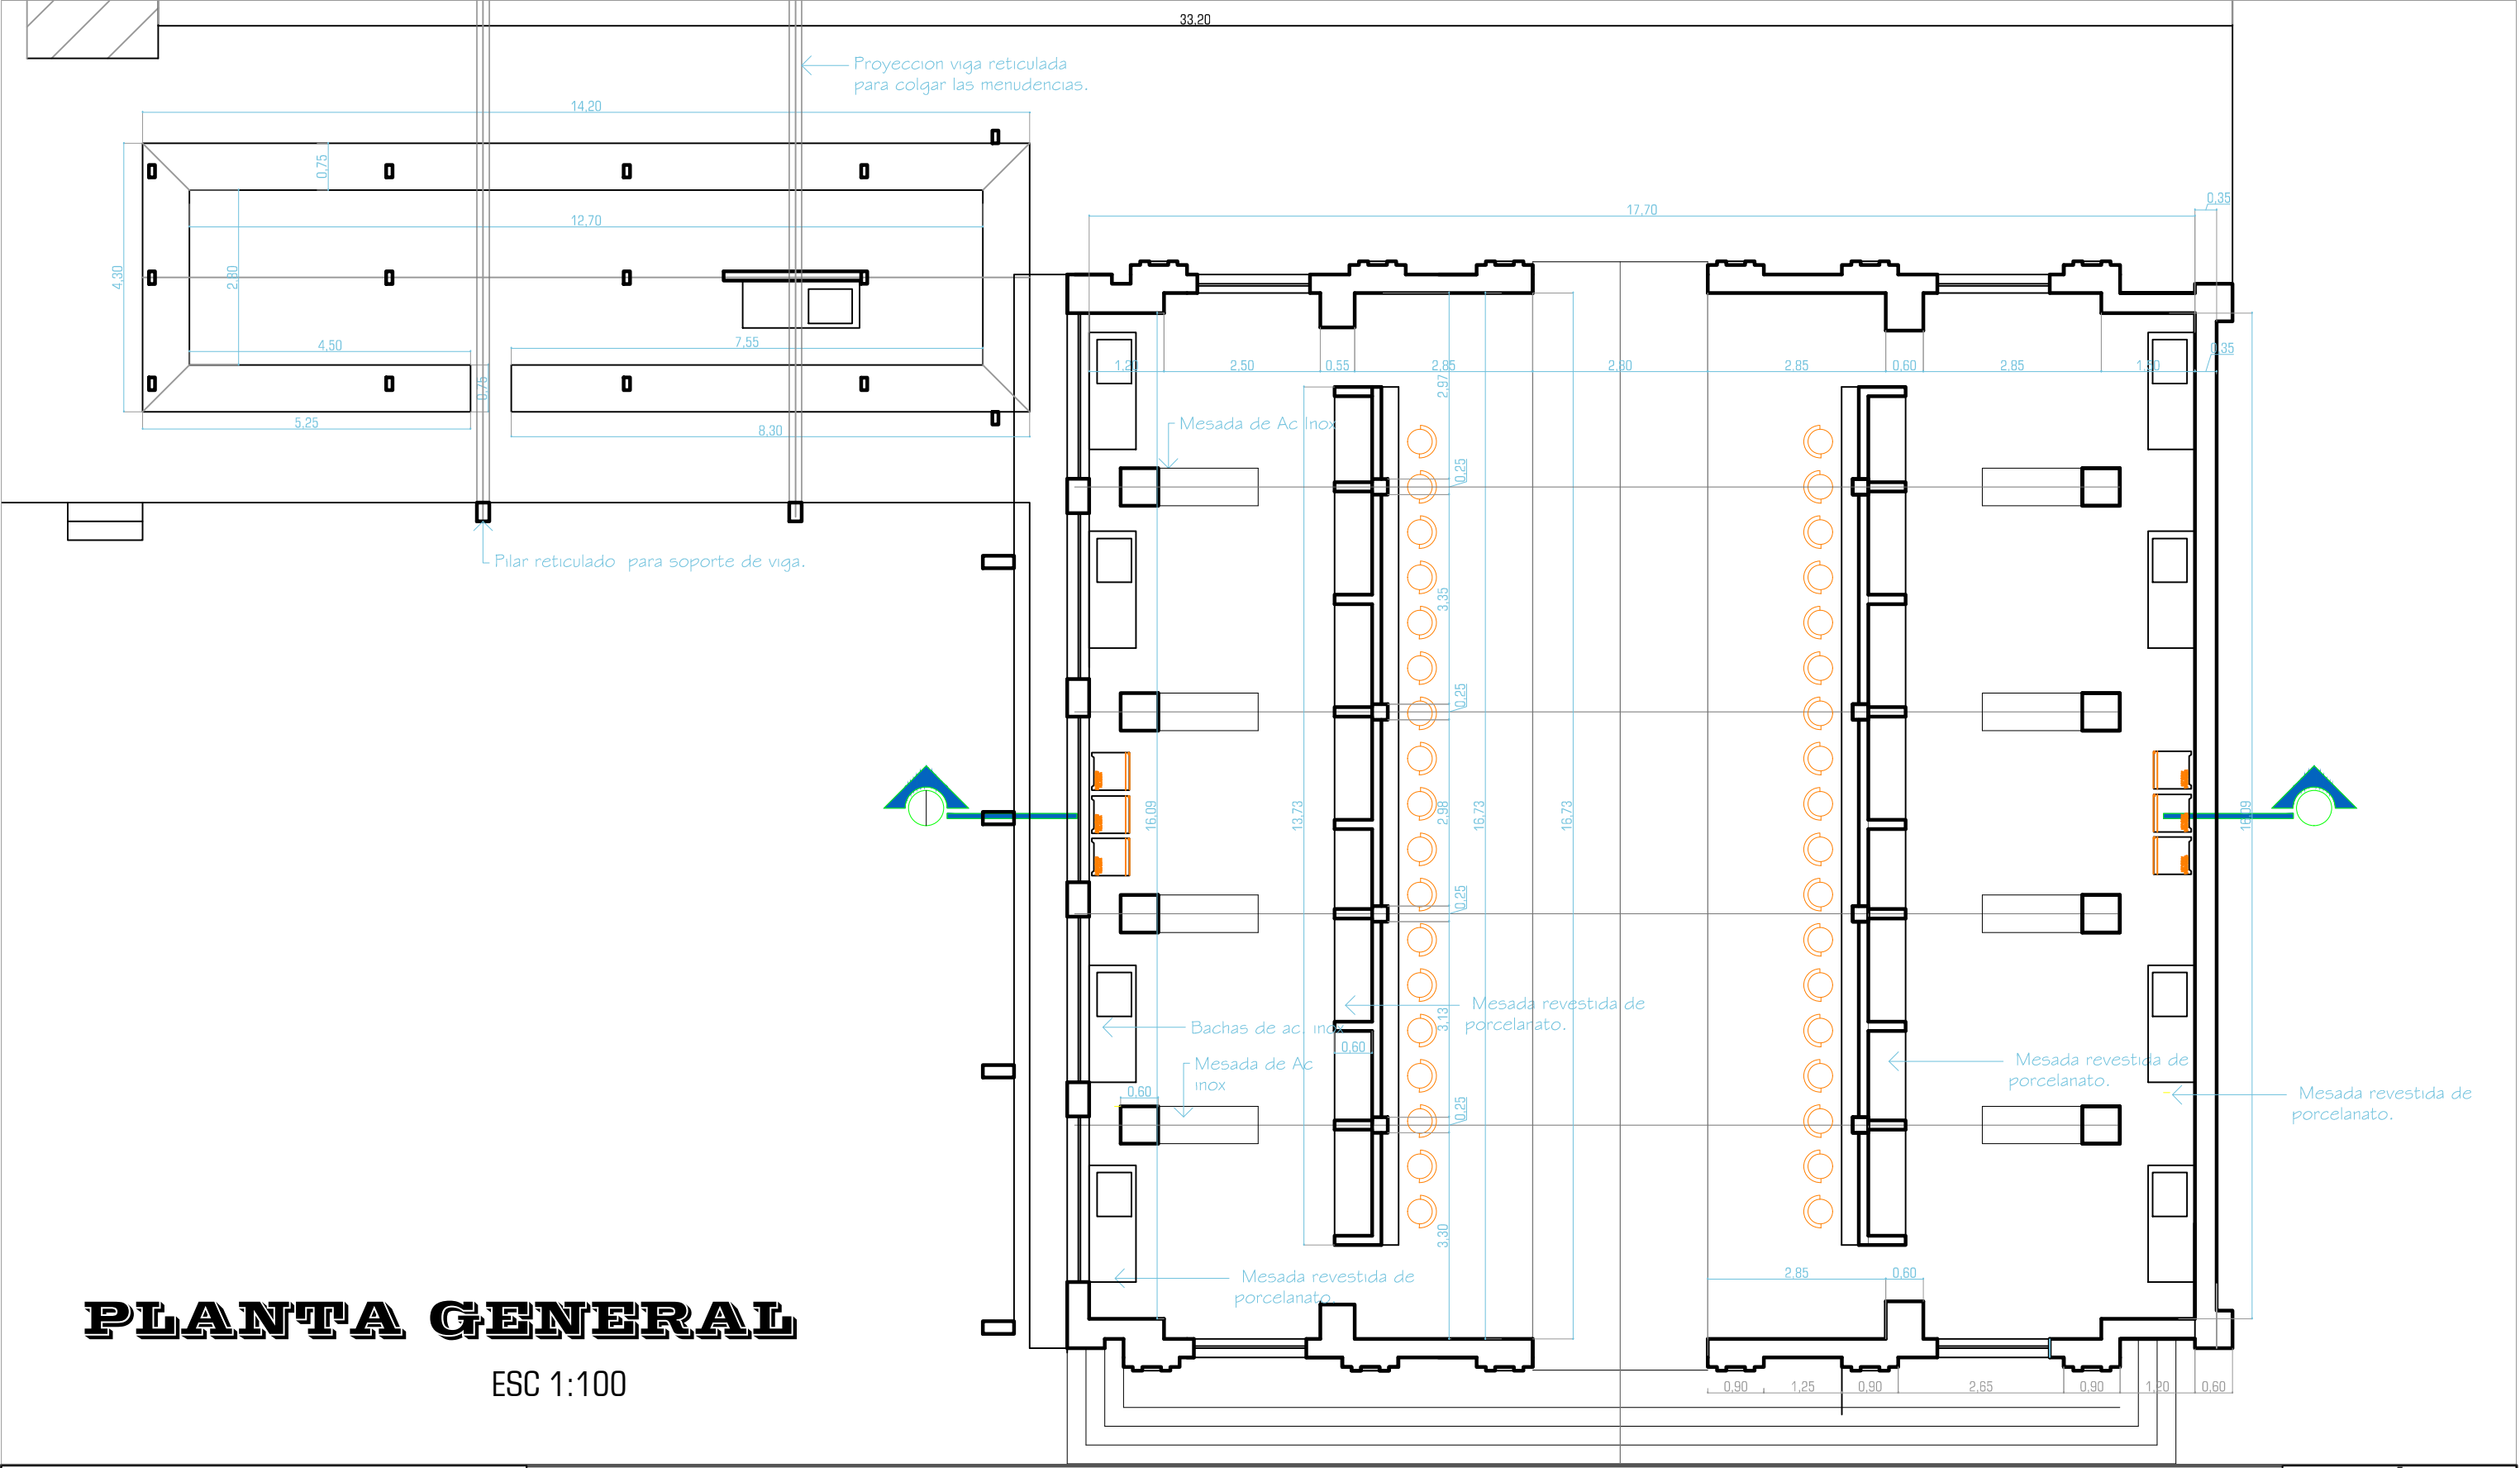 33,20
Proyeccion viga reticulada
para colgar las menudencias.
14,20
0,75
17,70
0,35
12,70
4,30
2,80
4,50
7,55
0,75
5,25
8,30
1,20
2,50
0,55
2,85
2,80
2,85
0,60
2,85
1,20
0,35
2,97
Mesada de Ac Inox
0,25
Pilar reticulado para soporte de viga.
3,35
0,25
16,09
13,73
2,98
16,73
16,73
16,09
0,25
Mesada revestida de
porcelanato.
3,13
Bachas de ac. inox
0,60
Mesada de Ac
inox
0,60
0,25
Mesada revestida de
porcelanato.
Mesada revestida de
porcelanato.
3,30
Mesada revestida de
porcelanato.
2,85
0,60
PLANTA GENERAL
ESC 1:100
0,90
1,25
0,90
2,65
0,90
1,20
0,60